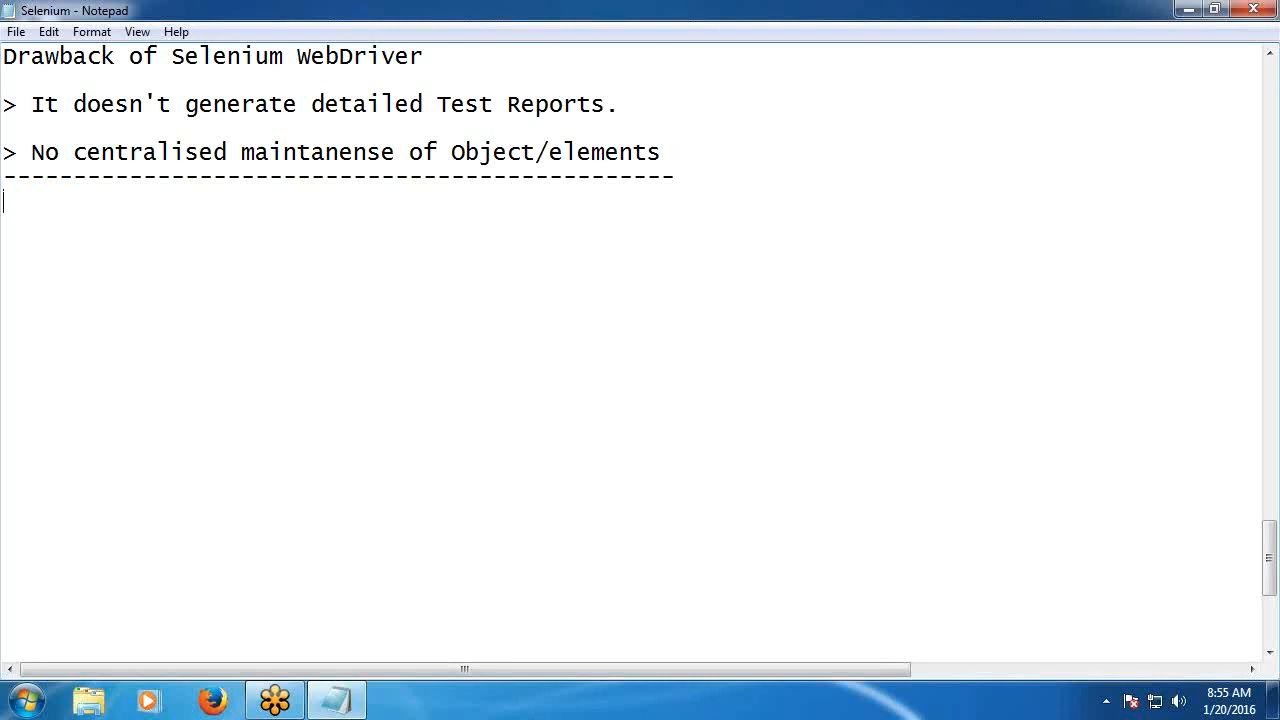 Selenium - Notepad
File Edit Format View Help
Drawback of Selenium WebDriver
> It doesn't generate detailed Test Reports.
> No centralised maintanense of Object/elements
------------------------------------------------
8:55 AM
1/20/2016